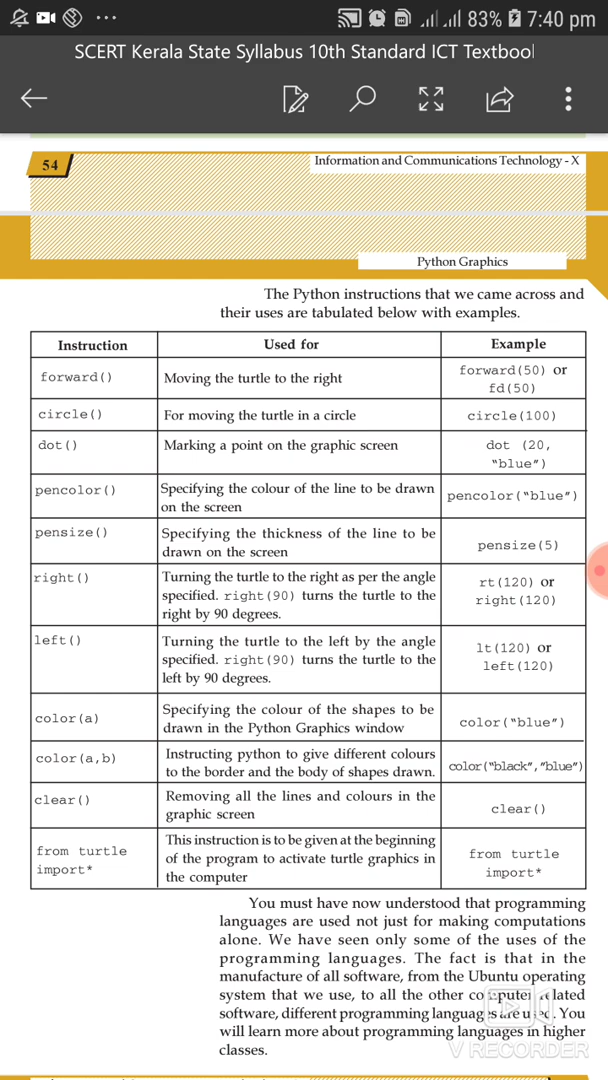 83% 7:40 pm
SCERT Kerala State Syllabus 10th Standard ICT Textbool
54
Information and Communications Technology - X
Python Graphics
The Python instructions that we came across and
their uses are tabulated below with examples.
Instruction Used for Example
forward() Moving the turtle to the right forward(50) or
fd(50)
circle() For moving the turtle in a circle circle(100)
dot() Marking a point on the graphic screen dot (20,
"blue")
pencolor() Specifying the colour of the line to be drawn
on the screen pencolor("blue")
pensize() Specifying the thickness of the line to be
drawn on the screen pensize(5)
right() Turning the turtle to the right as per the angle
specified. right(90) turns the turtle to the
right by 90 degrees. rt(120) or
right(120)
left() Turning the turtle to the left by the angle
specified. right(90) turns the turtle to the
left by 90 degrees. lt(120) or
left(120)
color(a) Specifying the colour of the shapes to be
drawn in the Python Graphics window color("blue")
color(a,b) Instructing python to give different colours
to the border and the body of shapes drawn. color("black","blue")
clear() Removing all the lines and colours in the
graphic screen clear()
from turtle
import* This instruction is to be given at the beginning
of the program to activate turtle graphics in
the computer from turtle
import*
You must have now understood that programming
languages are used not just for making computations
alone. We have seen only some of the uses of the
programming languages. The fact is that in the
manufacture of all software, from the Ubuntu operating
system that we use, to all the other computer related
software, different programming languages are used. You
will learn more about programming languages in higher
classes.
V RECORDER